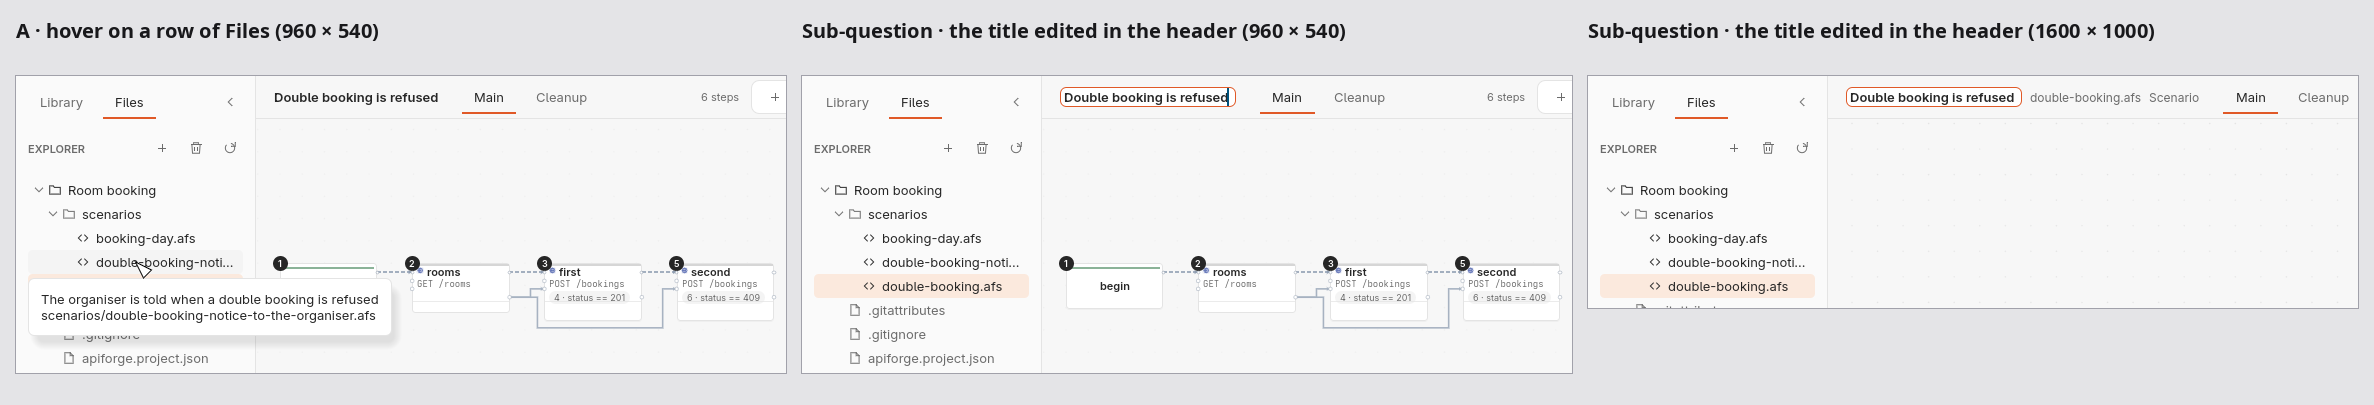 A · hover on a row of Files (960 × 540)
Library Files
Double booking is refused Main Cleanup 6 steps +
EXPLORER
Room booking
scenarios
booking-day.afs
double-booking-noti...
The organiser is told when a double booking is refused
scenarios/double-booking-notice-to-the-organiser.afs
.gitignore
apiforge.project.json
1
2 rooms
GET /rooms
3 first
POST /bookings
4 · status == 201
5 second
POST /bookings
6 · status == 409
Sub-question · the title edited in the header (960 × 540)
Library Files
Double booking is refused Main Cleanup 6 steps +
EXPLORER
Room booking
scenarios
booking-day.afs
double-booking-noti...
double-booking.afs
.gitattributes
.gitignore
apiforge.project.json
1
begin
2 rooms
GET /rooms
3 first
POST /bookings
4 · status == 201
5 second
POST /bookings
6 · status == 409
Sub-question · the title edited in the header (1600 × 1000)
Library Files
Double booking is refused double-booking.afs Scenario Main Cleanup
EXPLORER
Room booking
scenarios
booking-day.afs
double-booking-noti...
double-booking.afs